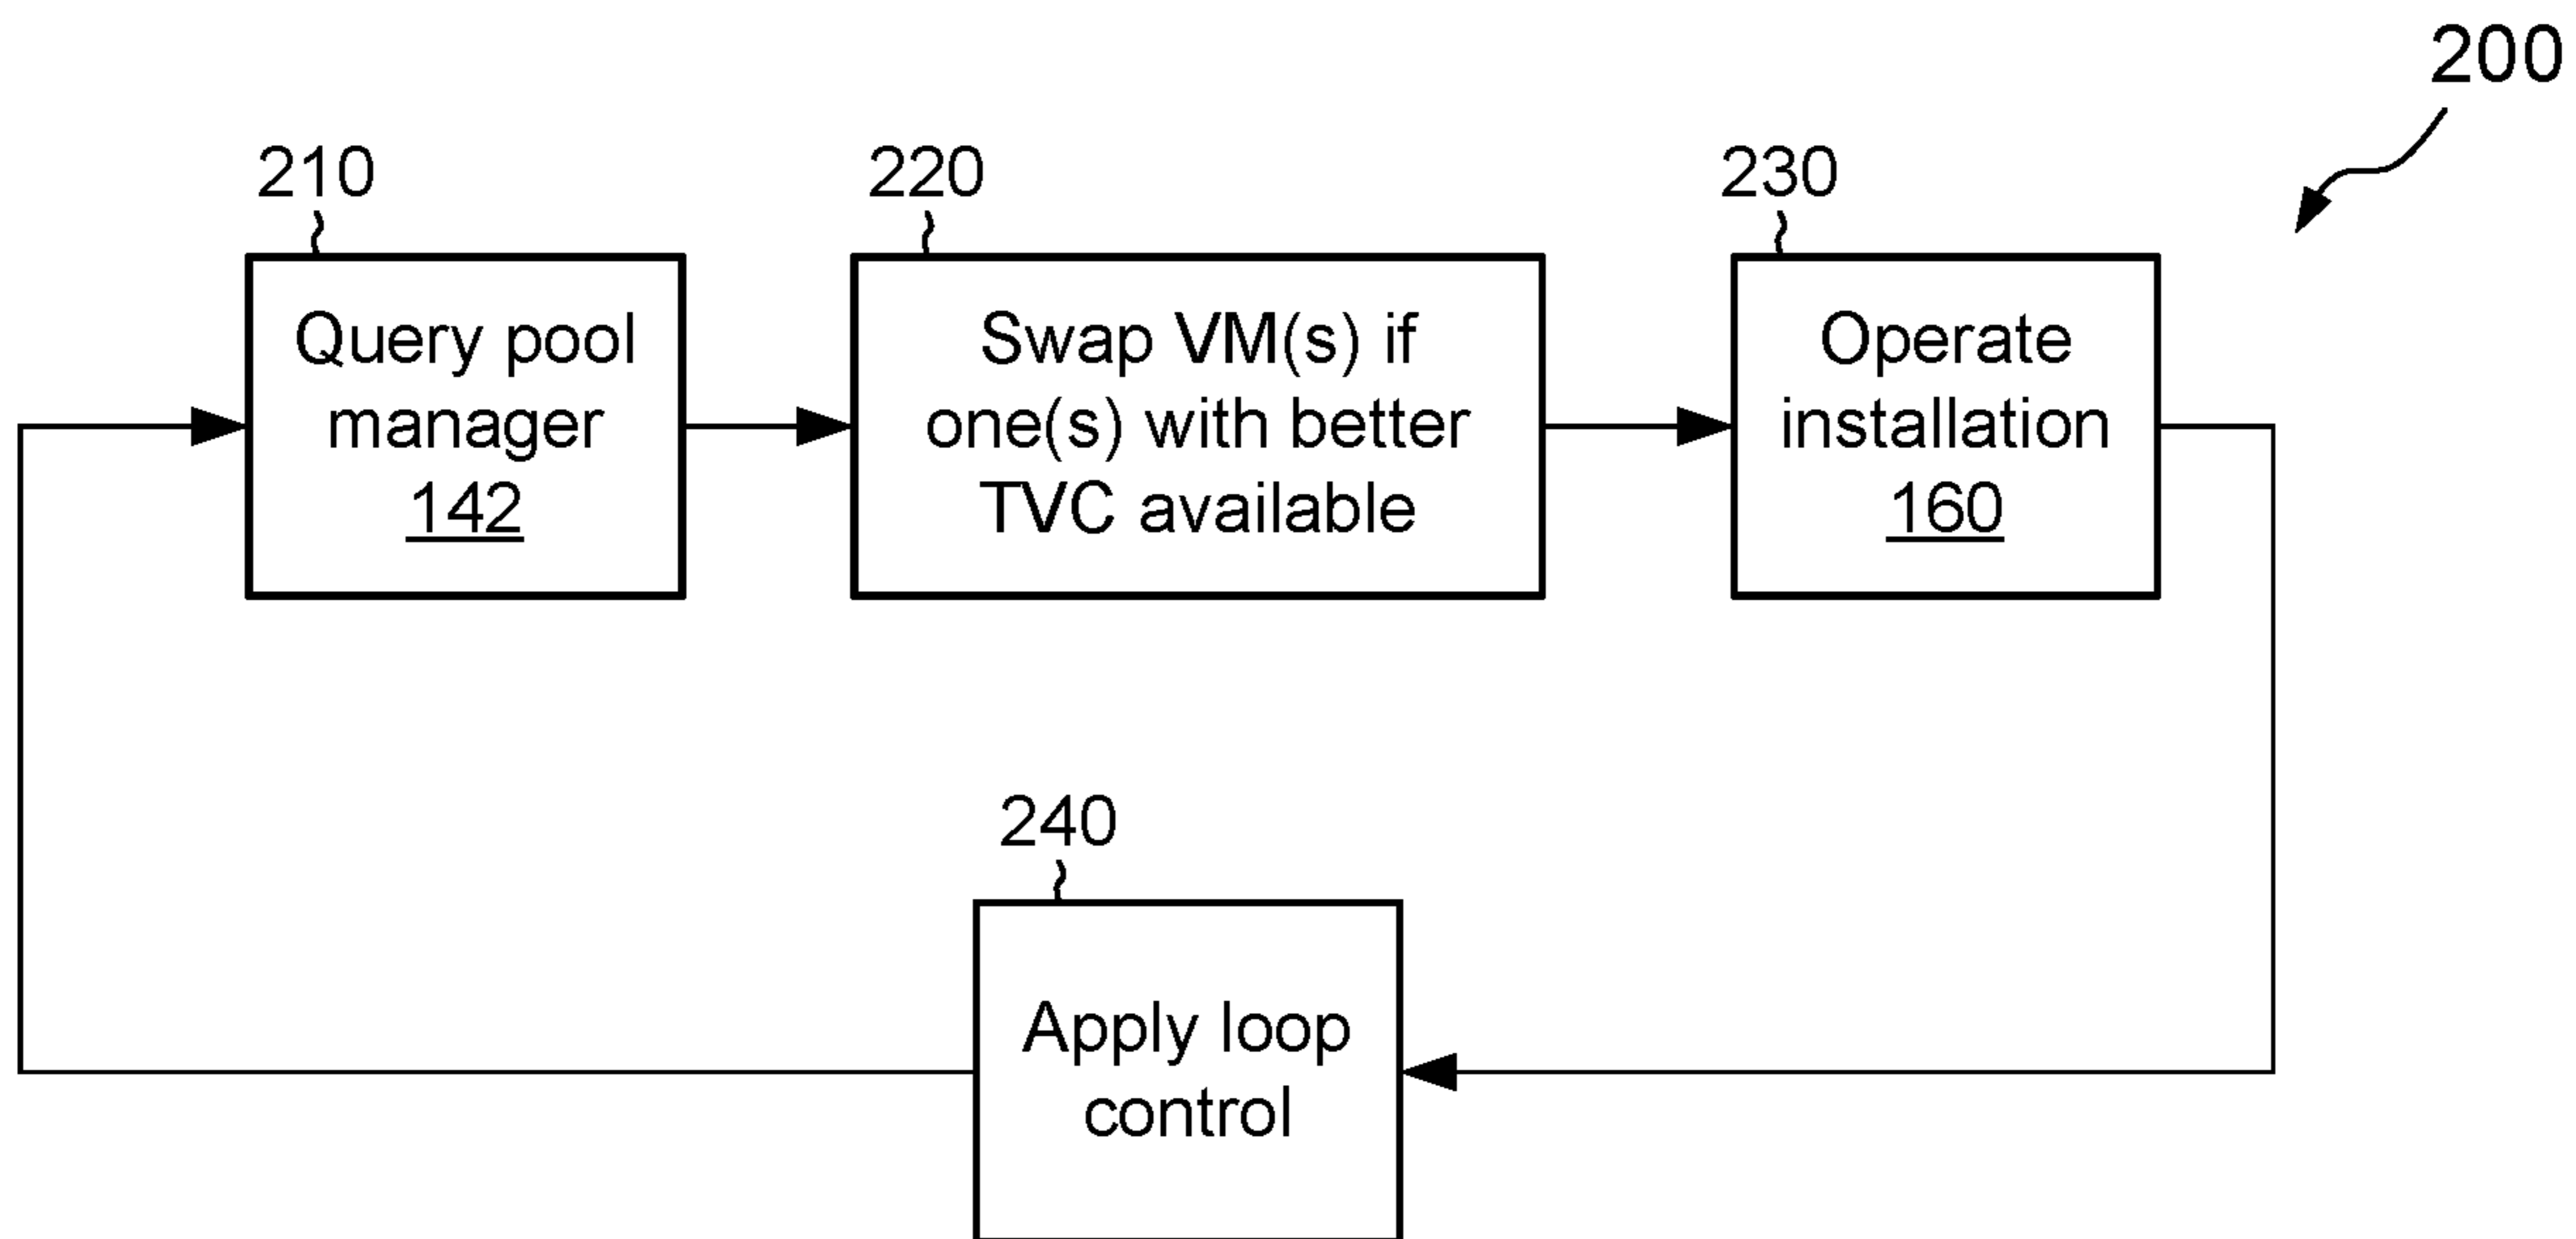 200
210
Query pool
manager
142
220
Swap VM(s) if
one(s) with better
TVC available
230
Operate
installation
160
240
Apply loop
control